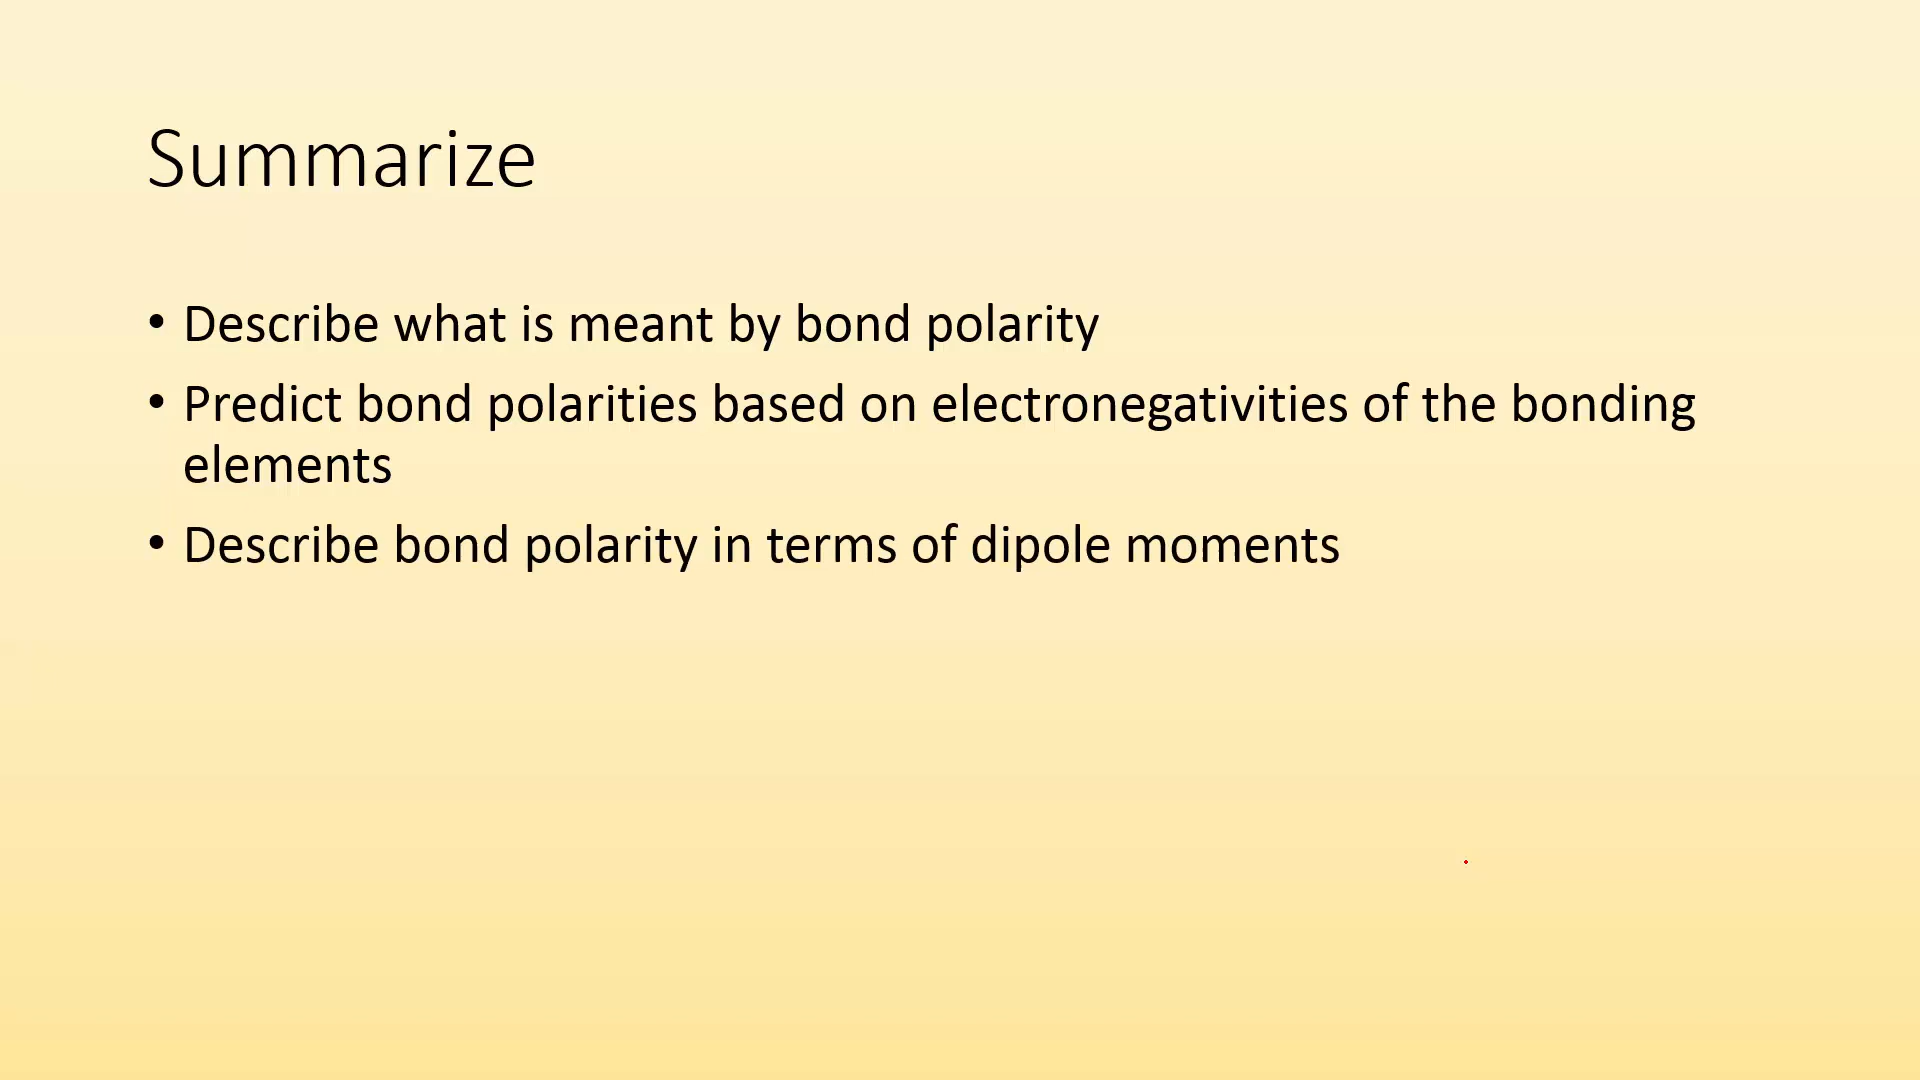 Summarize
• Describe what is meant by bond polarity
• Predict bond polarities based on electronegativities of the bonding
elements
• Describe bond polarity in terms of dipole moments